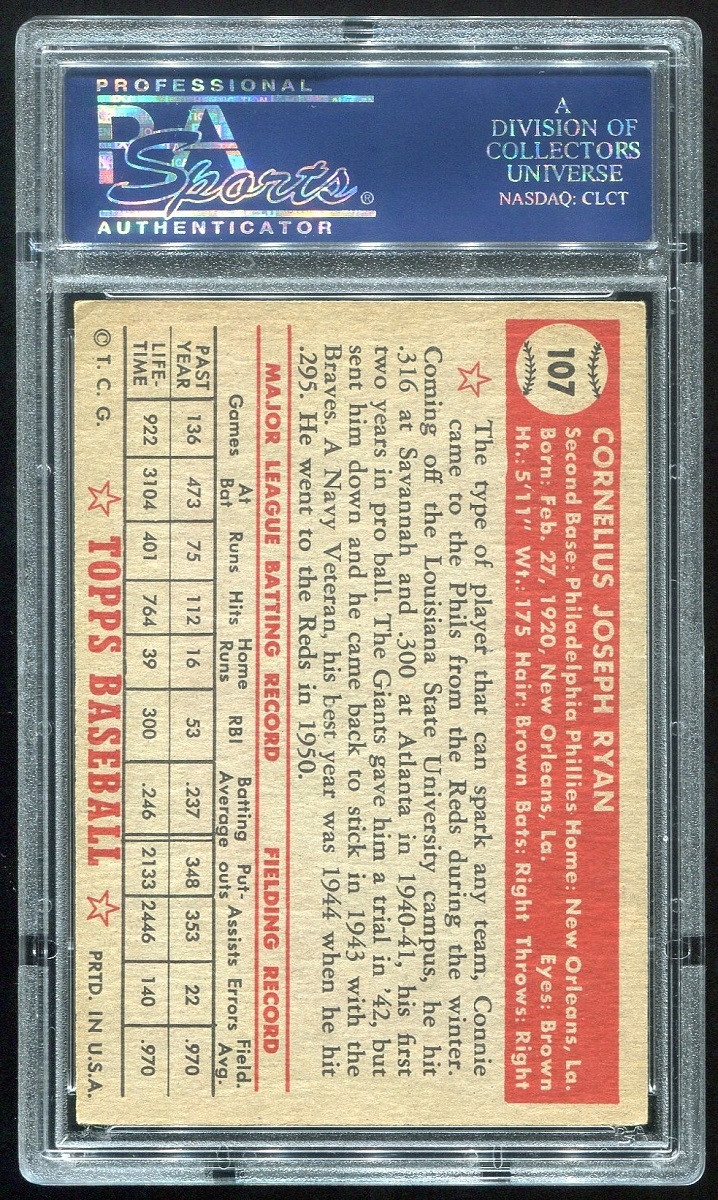 PROFESSIONAL
PSA
Sports®
AUTHENTICATOR
A
DIVISION OF
COLLECTORS
UNIVERSE
NASDAQ: CLCT
107
CORNELIUS JOSEPH RYAN
Second Base: Philadelphia Phillies Home: New Orleans, La.
Born: Feb. 27, 1920, New Orleans, La. Eyes: Brown
Ht.: 5'11" Wt.: 175 Hair: Brown Bats: Right Throws: Right
The type of player that can spark any team, Connie
came to the Phils from the Reds during the winter.
Coming off the Louisiana State University campus, he hit
.316 at Savannah and .300 at Atlanta in 1940-41, his first
two years in pro ball. The Giants gave him a trial in '42, but
sent him down and he came back to stick in 1943 with the
Braves. A Navy Veteran, his best year was 1944 when he hit
.295. He went to the Reds in 1950.
MAJOR LEAGUE BATTING RECORD FIELDING RECORD
Games At Bat Runs Hits Home Runs RBI Batting Average Put-outs Assists Errors Field. Avg.
PAST YEAR 136 473 75 112 16 53 .237 348 353 22 .970
LIFE-TIME 922 3104 401 764 39 300 .246 2133 2446 140 .970
© T. C. G. TOPPS BASEBALL PRTD. IN U.S.A.